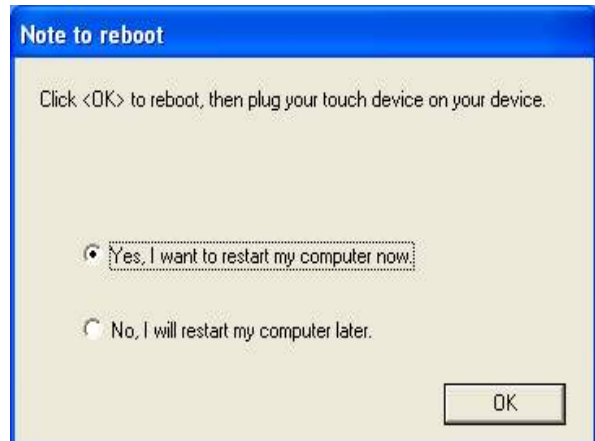 Note to reboot
Click <OK> to reboot, then plug your touch device on your device.
Yes, I want to restart my computer now.
No, I will restart my computer later.
OK